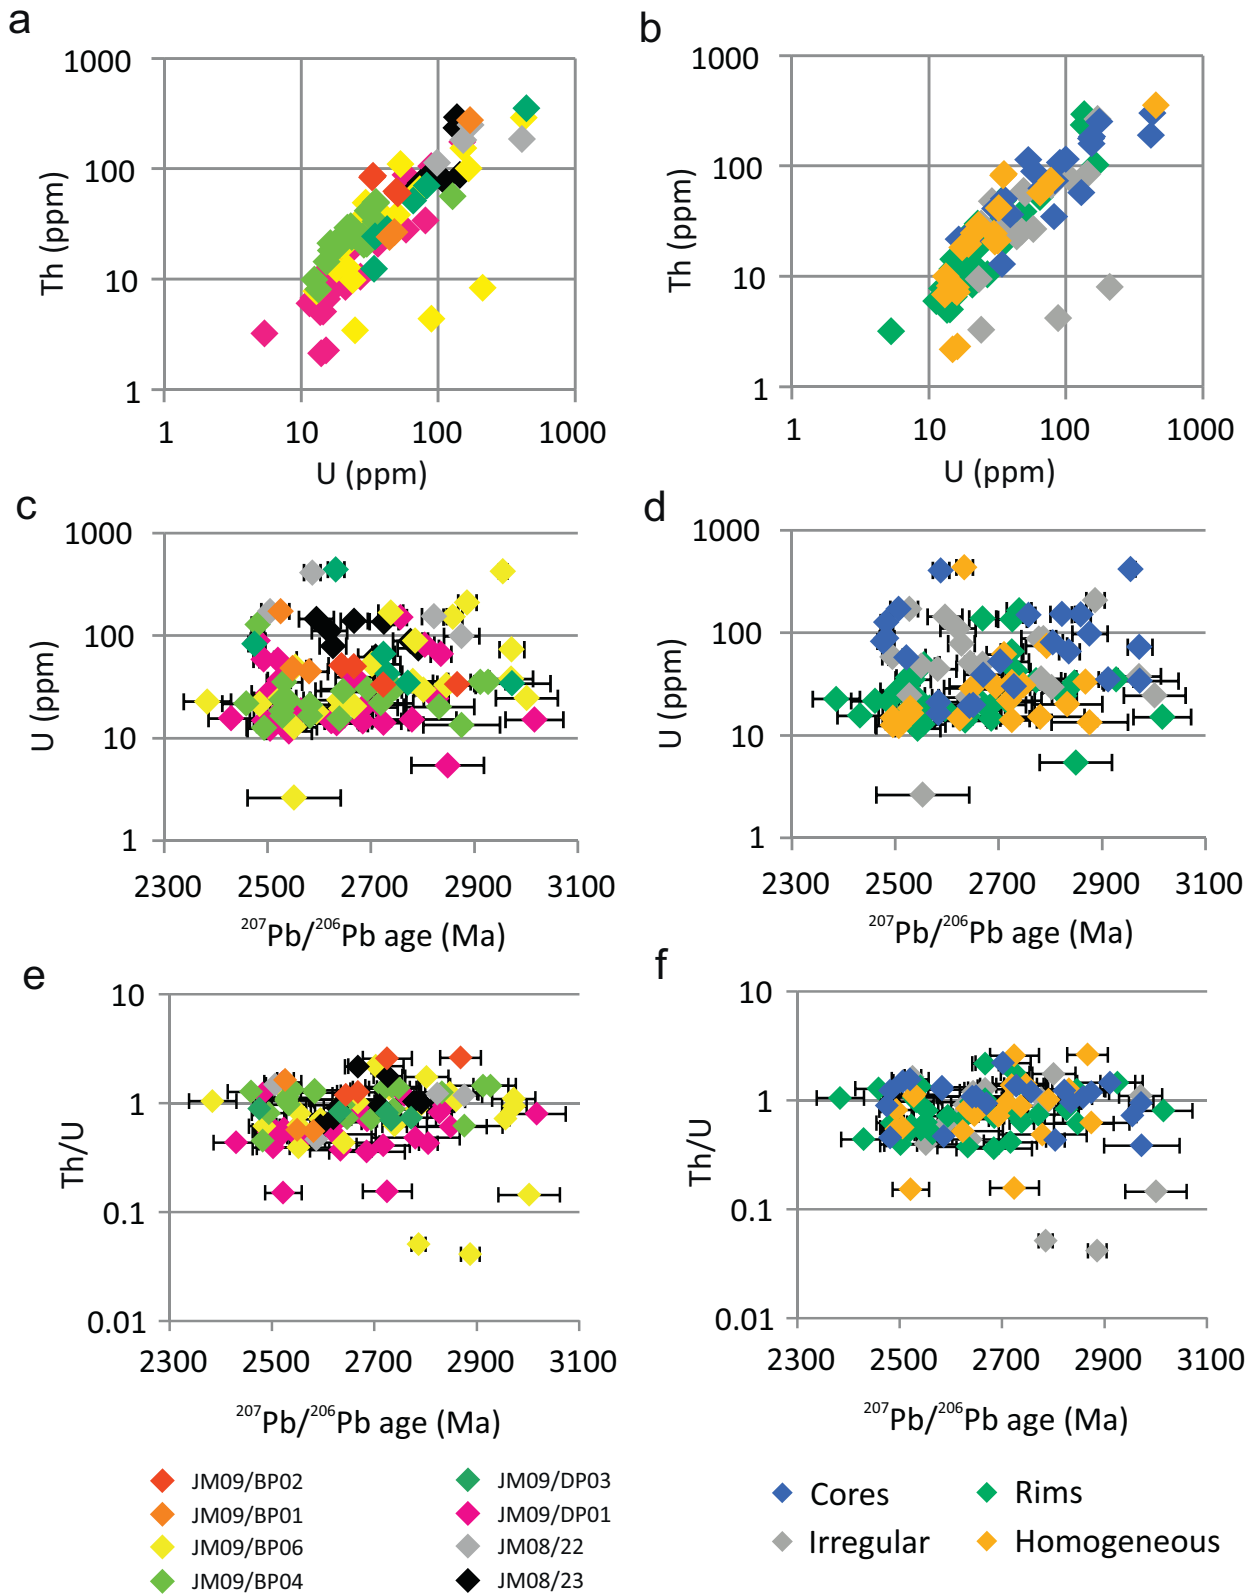 a
1000
100
10
1
Th (ppm)
1 10 100 1000
U (ppm)
b
1000
100
10
1
Th (ppm)
1 10 100 1000
U (ppm)
c
1000
100
10
1
U (ppm)
2300 2500 2700 2900 3100
207Pb/206Pb age (Ma)
d
1000
100
10
1
U (ppm)
2300 2500 2700 2900 3100
207Pb/206Pb age (Ma)
e
10
1
0.1
0.01
Th/U
2300 2500 2700 2900 3100
207Pb/206Pb age (Ma)
f
10
1
0.1
0.01
Th/U
2300 2500 2700 2900 3100
207Pb/206Pb age (Ma)
JM09/BP02
JM09/BP01
JM09/BP06
JM09/BP04
JM09/DP03
JM09/DP01
JM08/22
JM08/23
Cores
Rims
Irregular
Homogeneous